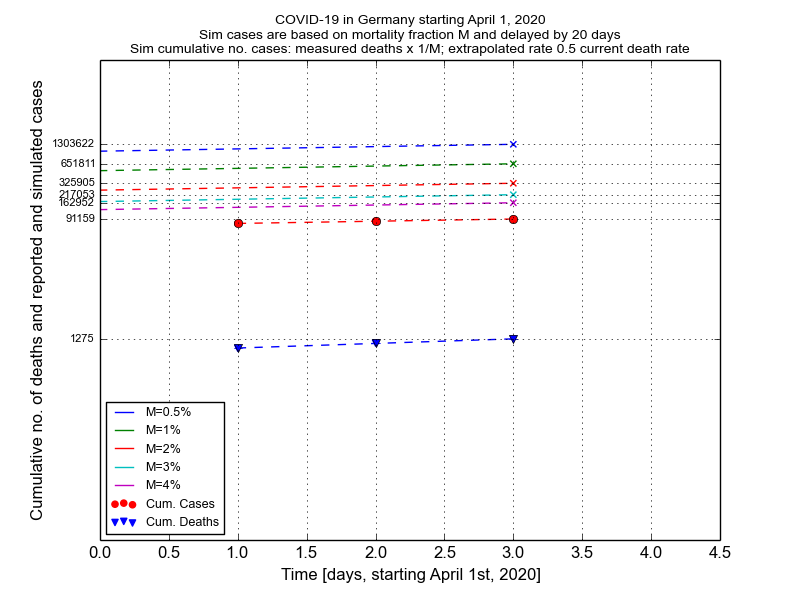 COVID-19 in Germany starting April 1, 2020
Sim cases are based on mortality fraction M and delayed by 20 days
Sim cumulative no. cases: measured deaths x 1/M; extrapolated rate 0.5 current death rate
Cumulative no. of deaths and reported and simulated cases
1303622
651811
325905
217053
162952
91159
1275
M=0.5%
M=1%
M=2%
M=3%
M=4%
Cum. Cases
Cum. Deaths
0.0 0.5 1.0 1.5 2.0 2.5 3.0 3.5 4.0 4.5
Time [days, starting April 1st, 2020]